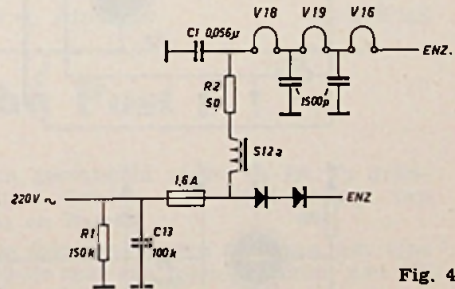 V18 V19 V16
C1 0,056µ
ENZ.
R2
50
1500p
S12a
220V ~
1,6A
ENZ
R1
150k
C13
100k
Fig. 4